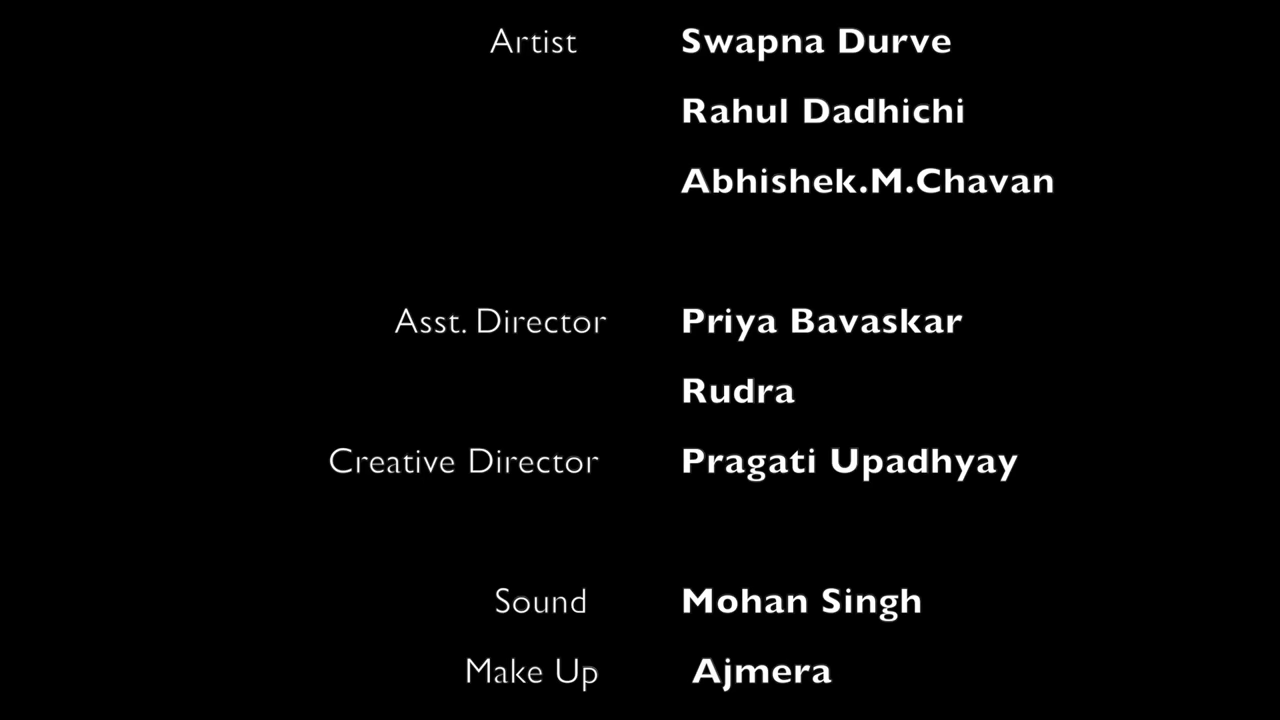 Artist Swapna Durve
Rahul Dadhichi
Abhishek.M.Chavan
Asst. Director Priya Bavaskar
Rudra
Creative Director Pragati Upadhyay
Sound Mohan Singh
Make Up Ajmera